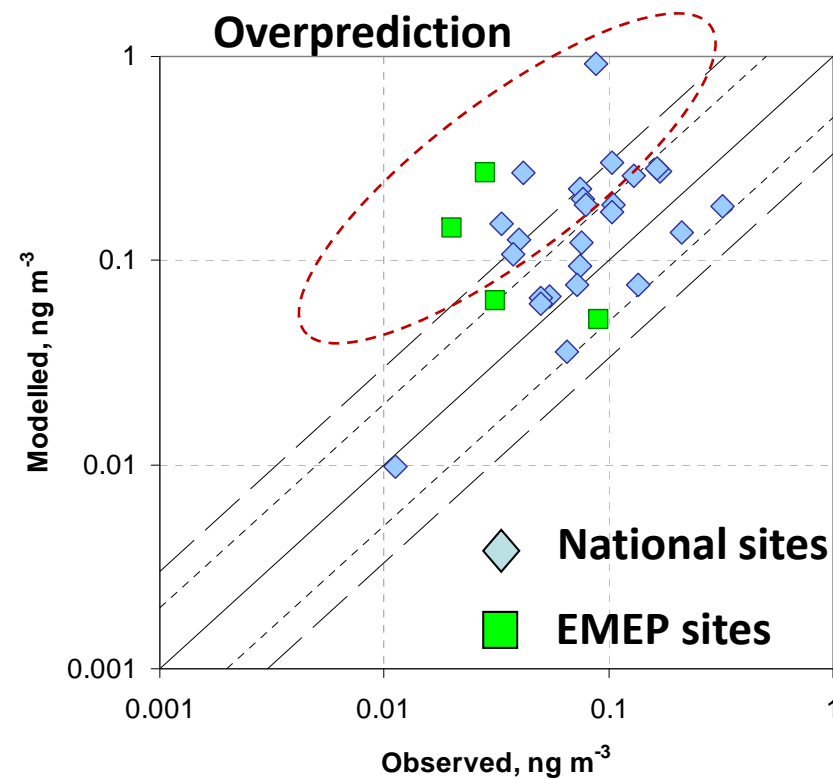 Overprediction
1
0.1
0.01
0.001
Modelled, ng m-3
National sites
EMEP sites
0.001
0.01
0.1
1
Observed, ng m-3